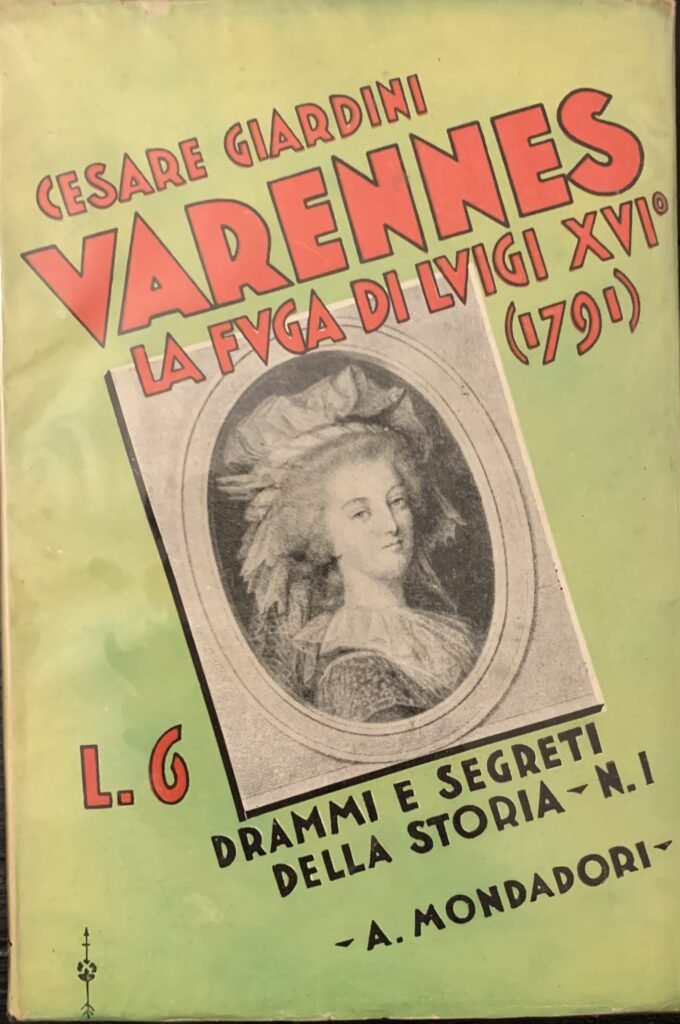 CESARE GIARDINI
VARENNES
LA FVGA DI LVIGI XVI°
(1791)
L. 6
DRAMMI E SEGRETI
DELLA STORIA - N. 1
- A. MONDADORI -